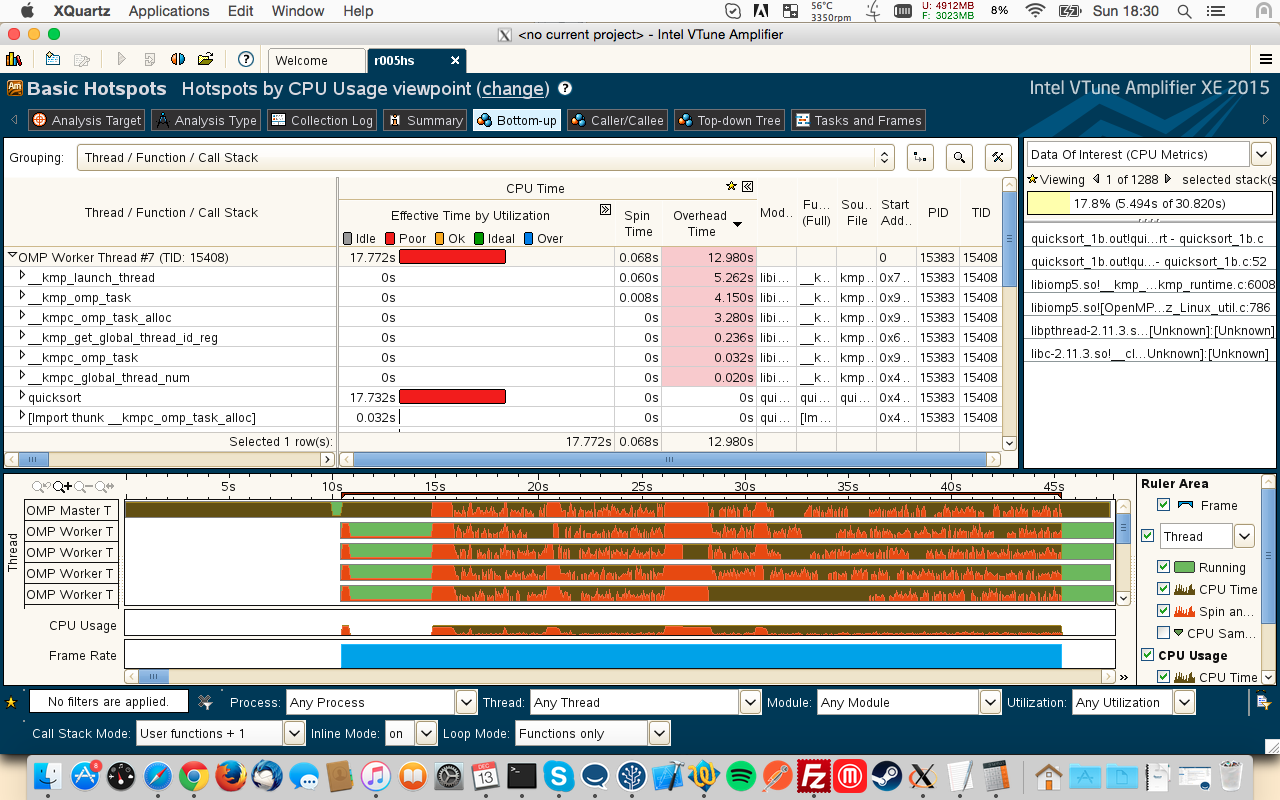 XQuartz Applications Edit Window Help 56°C 3350rpm U: 4912MB F: 3023MB 8% Sun 18:30
<no current project> - Intel VTune Amplifier
Welcome r005hs
Basic Hotspots Hotspots by CPU Usage viewpoint (change) ? Intel VTune Amplifier XE 2015
Analysis Target Analysis Type Collection Log Summary Bottom-up Caller/Callee Top-down Tree Tasks and Frames
Grouping: Thread / Function / Call Stack
Data Of Interest (CPU Metrics)
Viewing 1 of 1288 selected stack(s
17.8% (5.494s of 30.820s)
quicksort_1b.out!qui...rt - quicksort_1b.c
quicksort_1b.out!qu...- quicksort_1b.c:52
libiomp5.so!__kmp_...kmp_runtime.c:6008
libiomp5.so![OpenMP...z_Linux_util.c:786
libpthread-2.11.3.s...[Unknown]:[Unknown]
libc-2.11.3.so!__cl...Unknown]:[Unknown]
Thread / Function / Call Stack
CPU Time
Effective Time by Utilization
Idle Poor Ok Ideal Over
Spin Time
Overhead Time
Mod..
Fu... (Full)
Sou.. File
Start Add..
PID
TID
OMP Worker Thread #7 (TID: 15408) 17.772s 0.068s 12.980s 0 15383 15408
__kmp_launch_thread 0s 0.060s 5.262s libi... __k.. kmp.. 0x7.. 15383 15408
__kmp_omp_task 0s 0.008s 4.150s libi... __k.. kmp.. 0x9.. 15383 15408
__kmpc_omp_task_alloc 0s 0s 3.280s libi... __k.. kmp.. 0x9.. 15383 15408
__kmp_get_global_thread_id_reg 0s 0s 0.236s libi... __k.. kmp.. 0x6.. 15383 15408
__kmpc_omp_task 0s 0s 0.032s libi... __k.. kmp.. 0x9.. 15383 15408
__kmpc_global_thread_num 0s 0s 0.020s libi... __k.. kmp.. 0x4.. 15383 15408
quicksort 17.732s 0s 0s qui... qui... qui... 0x4.. 15383 15408
[Import thunk __kmpc_omp_task_alloc] 0.032s 0s 0s qui... [Im... 0x4.. 15383 15408
Selected 1 row(s): 17.772s 0.068s 12.980s
5s 10s 15s 20s 25s 30s 35s 40s 45s
Thread
OMP Master T
OMP Worker T
OMP Worker T
OMP Worker T
OMP Worker T
CPU Usage
Frame Rate
Ruler Area
Frame
Thread
Running
CPU Time
Spin an...
CPU Sam...
CPU Usage
CPU Time
No filters are applied. Process: Any Process Thread: Any Thread Module: Any Module Utilization: Any Utilization
Call Stack Mode: User functions + 1 Inline Mode: on Loop Mode: Functions only
8
DEC 13